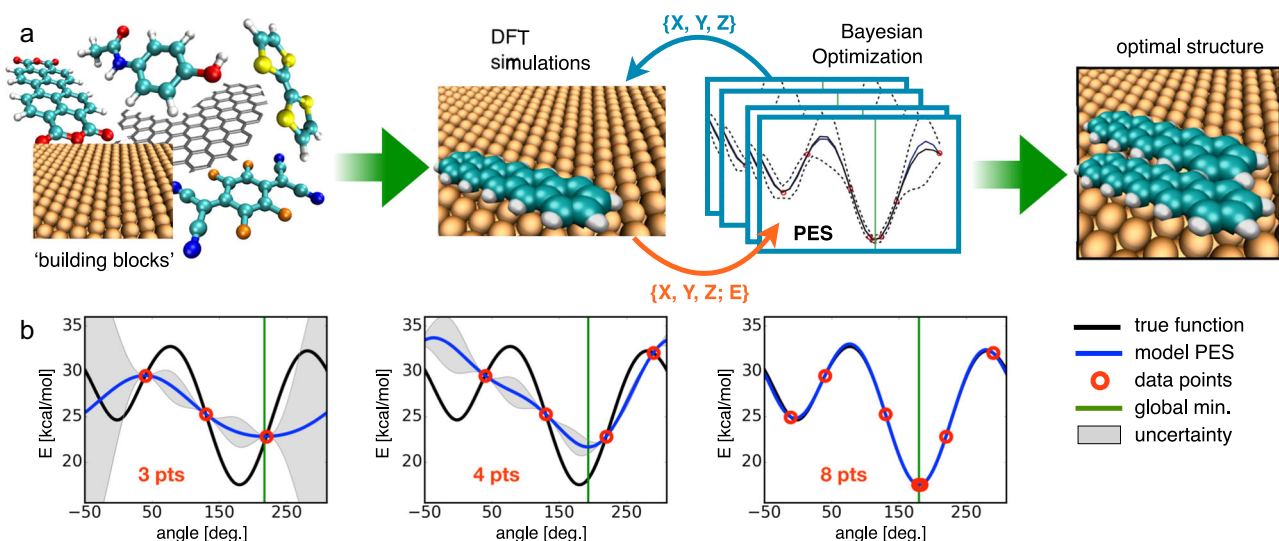 a
'building blocks'
DFT
simulations
{X, Y, Z}
{X, Y, Z; E}
Bayesian
Optimization
PES
optimal structure
b
E [kcal/mol]
35
30
25
20
3 pts
−50
50
150
250
angle [deg.]
E [kcal/mol]
35
30
25
20
4 pts
−50
50
150
250
angle [deg.]
E [kcal/mol]
35
30
25
20
8 pts
−50
50
150
250
angle [deg.]
true function
model PES
data points
global min.
uncertainty